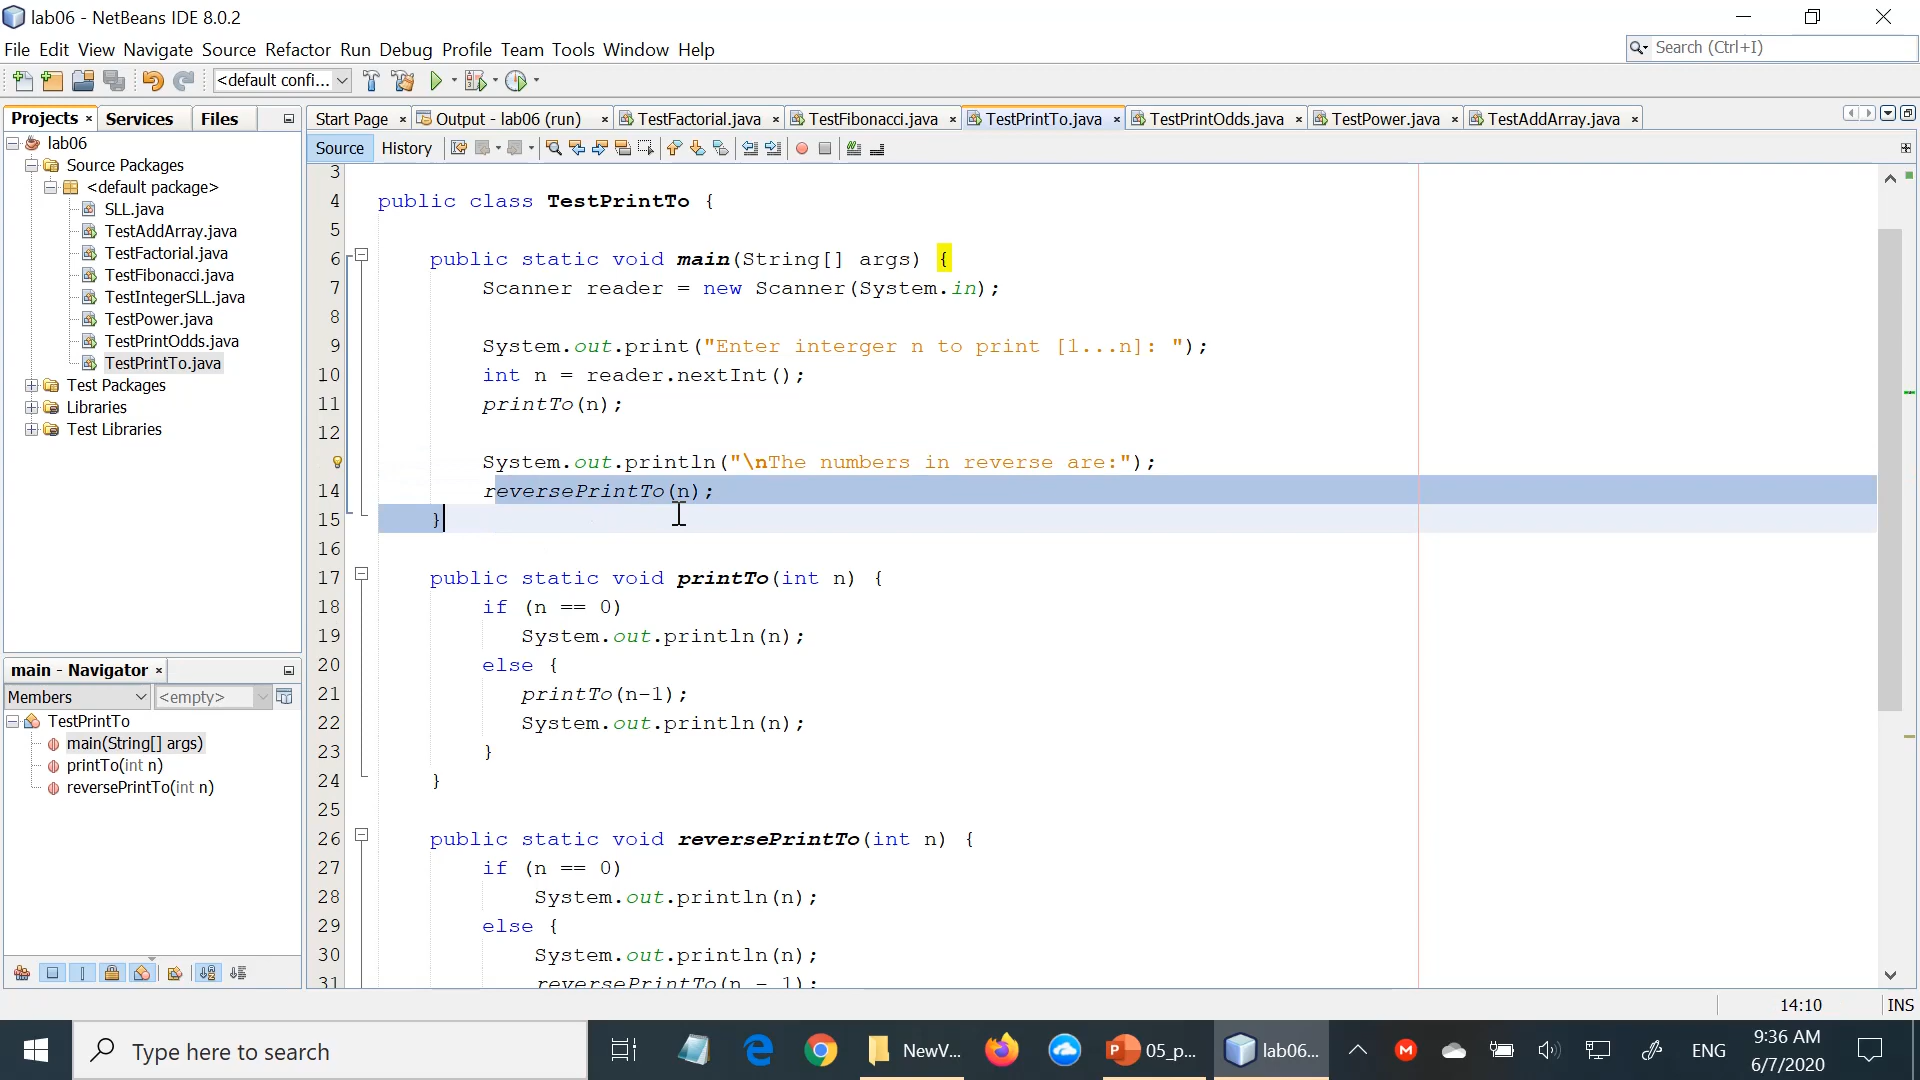 lab06 - NetBeans IDE 8.0.2
File Edit View Navigate Source Refactor Run Debug Profile Team Tools Window Help
Search (Ctrl+I)
<default confi...
Projects Services Files
Start Page Output - lab06 (run) TestFactorial.java TestFibonacci.java TestPrintTo.java TestPrintOdds.java TestPower.java TestAddArray.java
Source History
lab06
Source Packages
<default package>
SLL.java
TestAddArray.java
TestFactorial.java
TestFibonacci.java
TestIntegerSLL.java
TestPower.java
TestPrintOdds.java
TestPrintTo.java
Test Packages
Libraries
Test Libraries
main - Navigator
Members <empty>
TestPrintTo
main(String[] args)
printTo(int n)
reversePrintTo(int n)
3
4 public class TestPrintTo {
5
6 public static void main(String[] args) {
7 Scanner reader = new Scanner(System.in);
8
9 System.out.print("Enter interger n to print [1...n]: ");
10 int n = reader.nextInt();
11 printTo(n);
12
System.out.println("\nThe numbers in reverse are:");
14 reversePrintTo(n);
15 }
16
17 public static void printTo(int n) {
18 if (n == 0)
19 System.out.println(n);
20 else {
21 printTo(n-1);
22 System.out.println(n);
23 }
24 }
25
26 public static void reversePrintTo(int n) {
27 if (n == 0)
28 System.out.println(n);
29 else {
30 System.out.println(n);
31 reversePrintTo(n - 1);
14:10 INS
Type here to search
NewV...
05_p...
lab06...
ENG
9:36 AM
6/7/2020